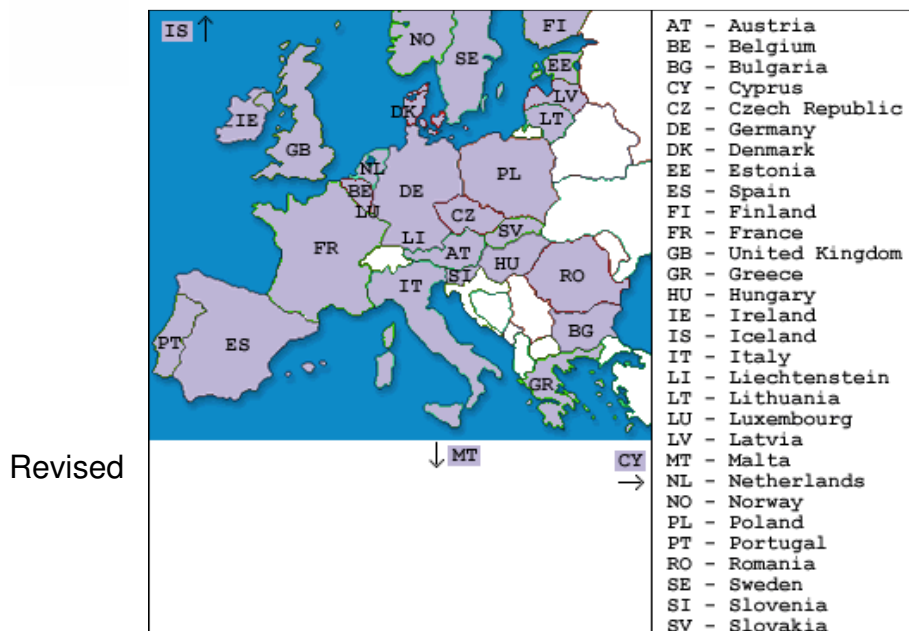 IS
NO
FI
SE
EE
LV
LT
DK
IE
GB
NL
BE
DE
PL
LU
CZ
SV
LI
AT
HU
FR
SI
IT
RO
BG
PT
ES
GR
MT
CY
Revised
AT - Austria
BE - Belgium
BG - Bulgaria
CY - Cyprus
CZ - Czech Republic
DE - Germany
DK - Denmark
EE - Estonia
ES - Spain
FI - Finland
FR - France
GB - United Kingdom
GR - Greece
HU - Hungary
IE - Ireland
IS - Iceland
IT - Italy
LI - Liechtenstein
LT - Lithuania
LU - Luxembourg
LV - Latvia
MT - Malta
NL - Netherlands
NO - Norway
PL - Poland
PT - Portugal
RO - Romania
SE - Sweden
SI - Slovenia
SV - Slovakia